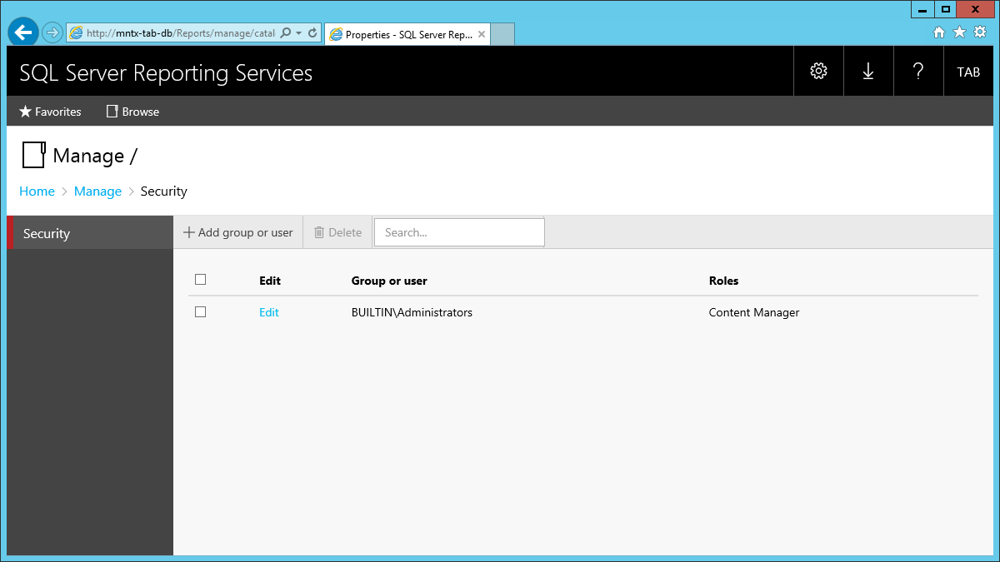 http://mntx-tab-db/Reports/manage/catal
Properties - SQL Server Rep...
SQL Server Reporting Services
?
TAB
Favorites
Browse
Manage /
Home > Manage > Security
Security
Add group or user
Delete
Search...
Edit
Group or user
Roles
Edit
BUILTIN\Administrators
Content Manager